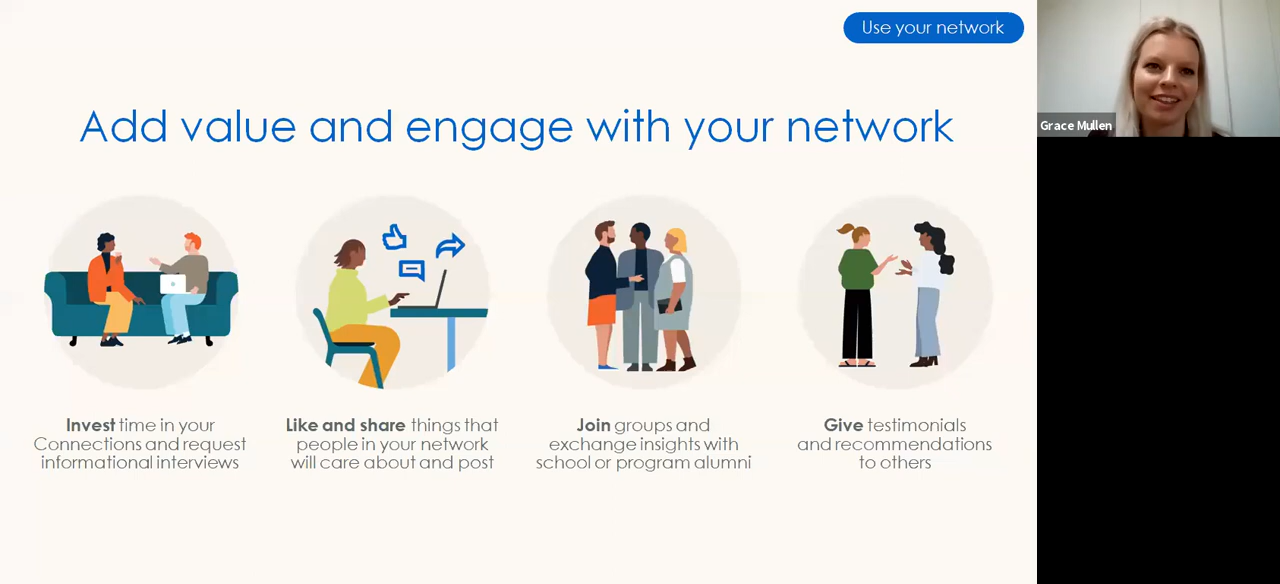 Use your network
Grace Mullen
Add value and engage with your network
Invest time in your
Connections and request
informational interviews
Like and share things that
people in your network
will care about and post
Join groups and
exchange insights with
school or program alumni
Give testimonials
and recommendations
to others